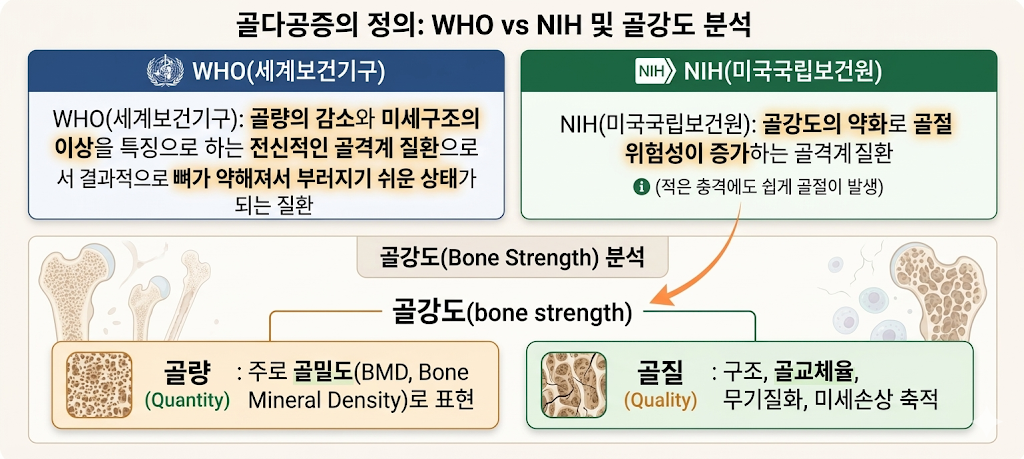 골다공증의 정의: WHO vs NIH 및 골강도 분석
WHO(세계보건기구)
WHO(세계보건기구): 골량의 감소와 미세구조의
이상을 특징으로 하는 전신적인 골격계 질환으로
서 결과적으로 뼈가 약해져서 부러지기 쉬운 상태가
되는 질환
NIH
NIH(미국국립보건원)
NIH(미국국립보건원): 골강도의 약화로 골절
위험성이 증가하는 골격계 질환
(적은 충격에도 쉽게 골절이 발생)
골강도(Bone Strength) 분석
골강도(bone strength)
골량
(Quantity)
: 주로 골밀도(BMD, Bone
Mineral Density)로 표현
골질
(Quality)
: 구조, 골교체율,
무기질화, 미세손상 축적